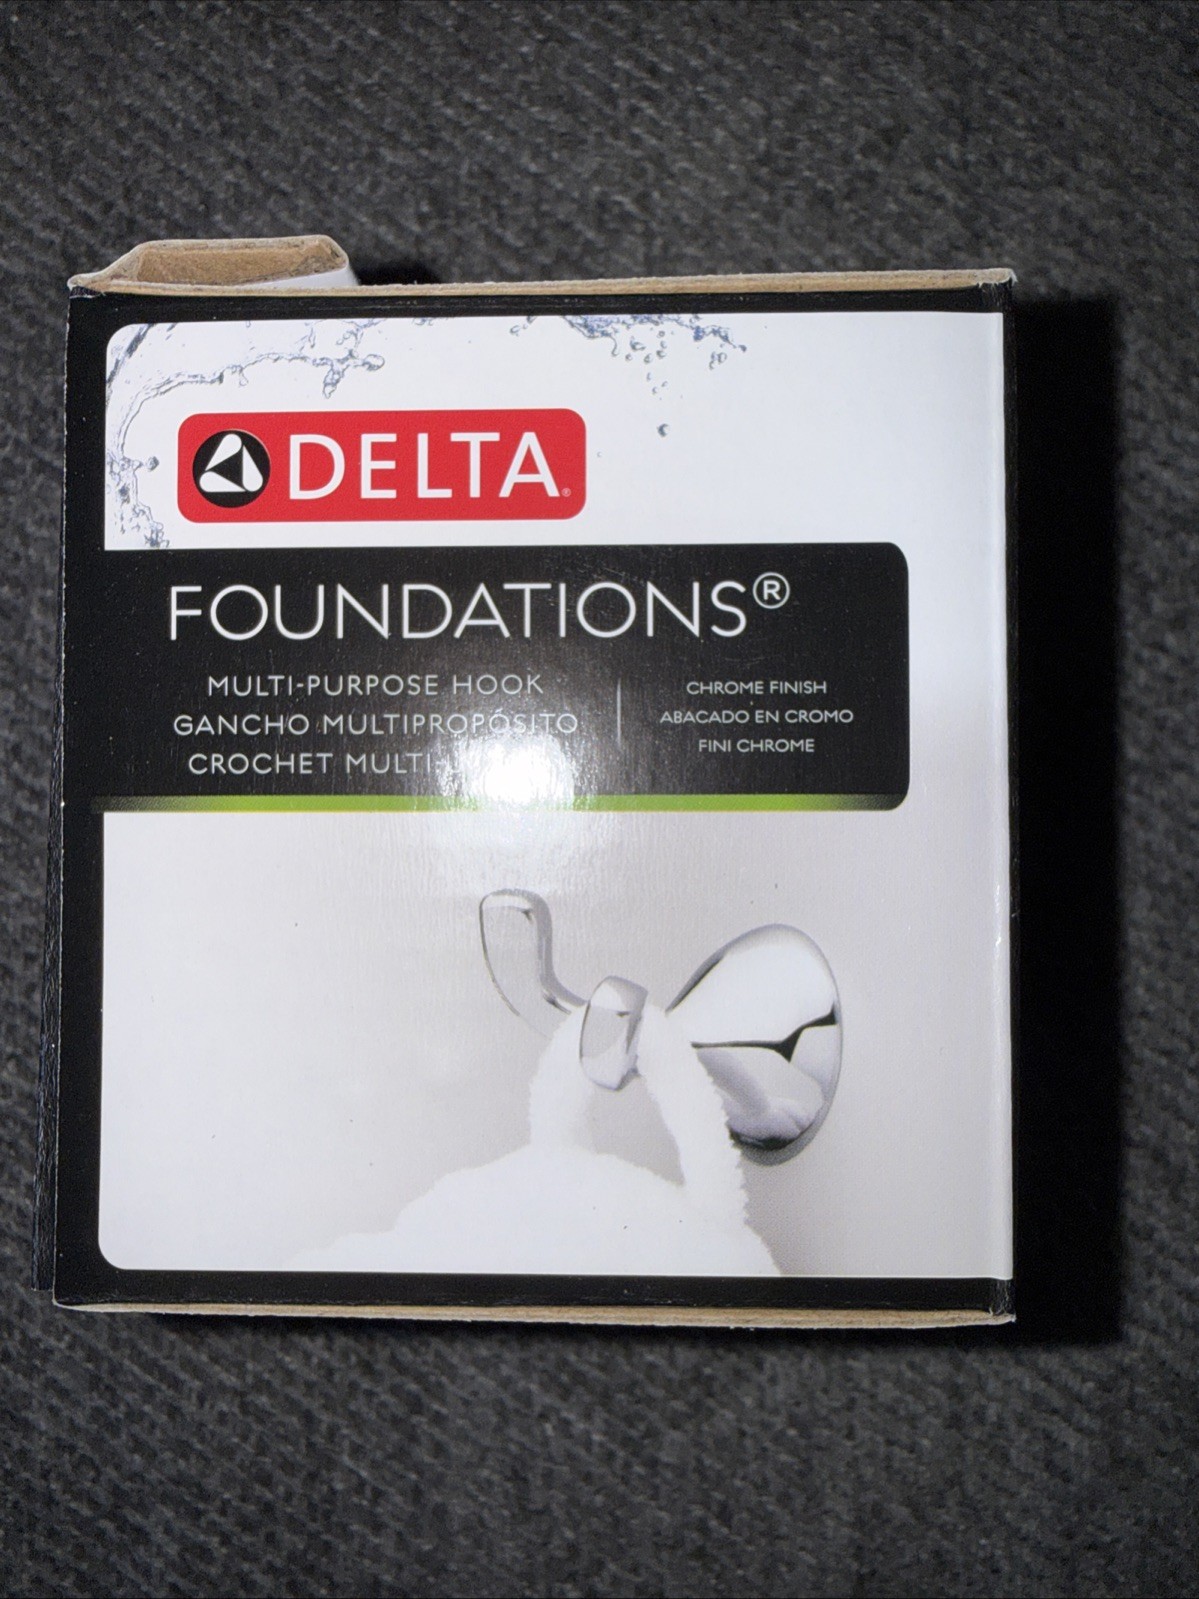 DELTA®
FOUNDATIONS®
MULTI-PURPOSE HOOK
GANCHO MULTIPROPÓSITO
CROCHET MULTI-
CHROME FINISH
ABACADO EN CROMO
FINI CHROME